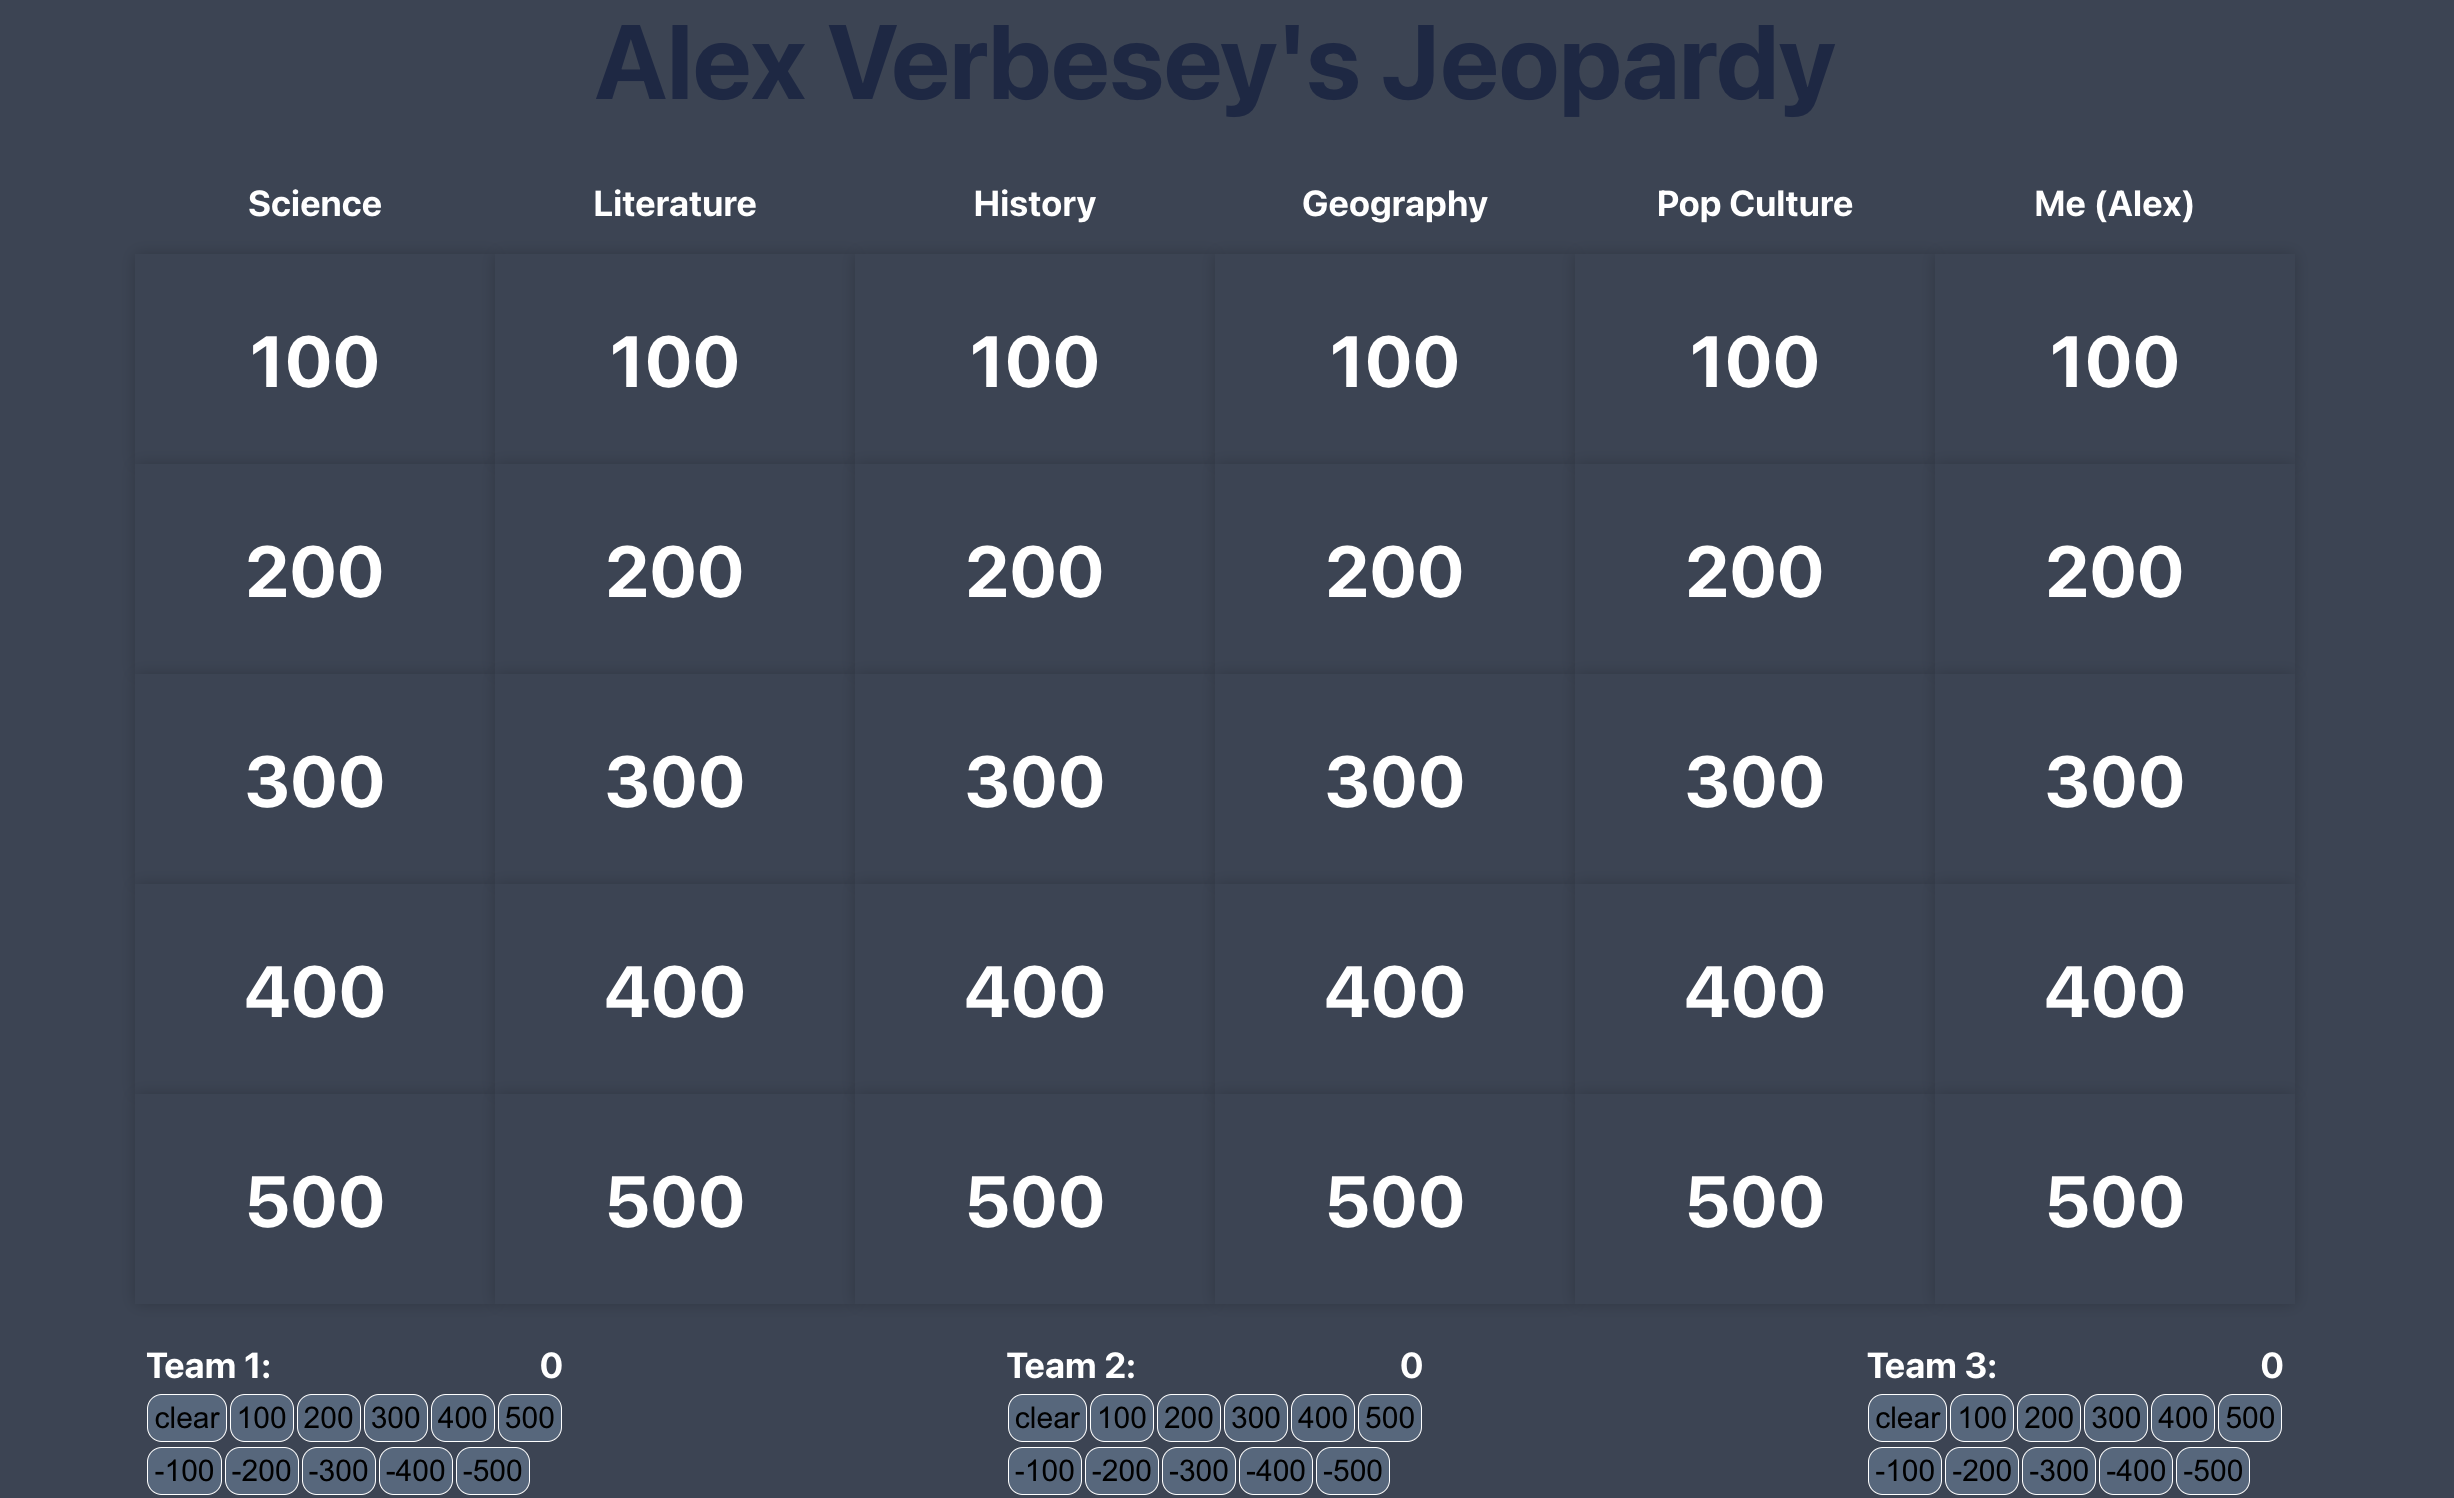 Alex Verbesey's Jeopardy
Science Literature History Geography Pop Culture Me (Alex)
100 100 100 100 100 100
200 200 200 200 200 200
300 300 300 300 300 300
400 400 400 400 400 400
500 500 500 500 500 500
Team 1: 0 Team 2: 0 Team 3: 0
clear 100 200 300 400 500 clear 100 200 300 400 500 clear 100 200 300 400 500
-100 -200 -300 -400 -500 -100 -200 -300 -400 -500 -100 -200 -300 -400 -500